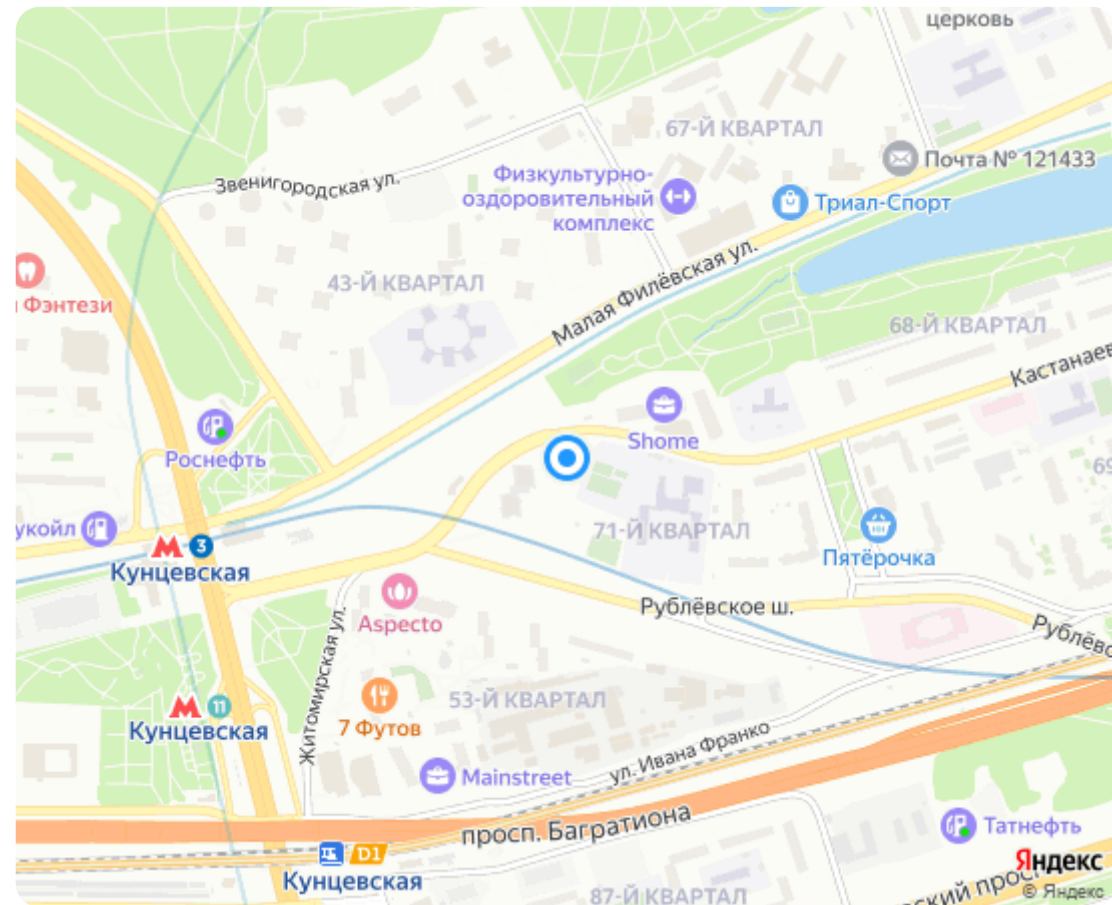 церковь
67-Й КВАРТАЛ
Почта № 121433
Звенигородская ул.
Физкультурно-
оздоровительный
комплекс
Триал-Спорт
Фэнтези
43-Й КВАРТАЛ
Малая Филёвская ул.
68-Й КВАРТАЛ
Кастанаев
Shome
Роснефть
укойл
71-Й КВАРТАЛ
69
Пятёрочка
М 3
Кунцевская
Aspecto
Рублёвское ш.
Рублёвс
Житомирская ул.
М 11
Кунцевская
7 Футов
53-Й КВАРТАЛ
Mainstreet
ул. Ивана Франко
просп. Багратиона
Татнефть
D1
Кунцевская
87-Й КВАРТАЛ
ский просп
Яндекс
© Яндекс